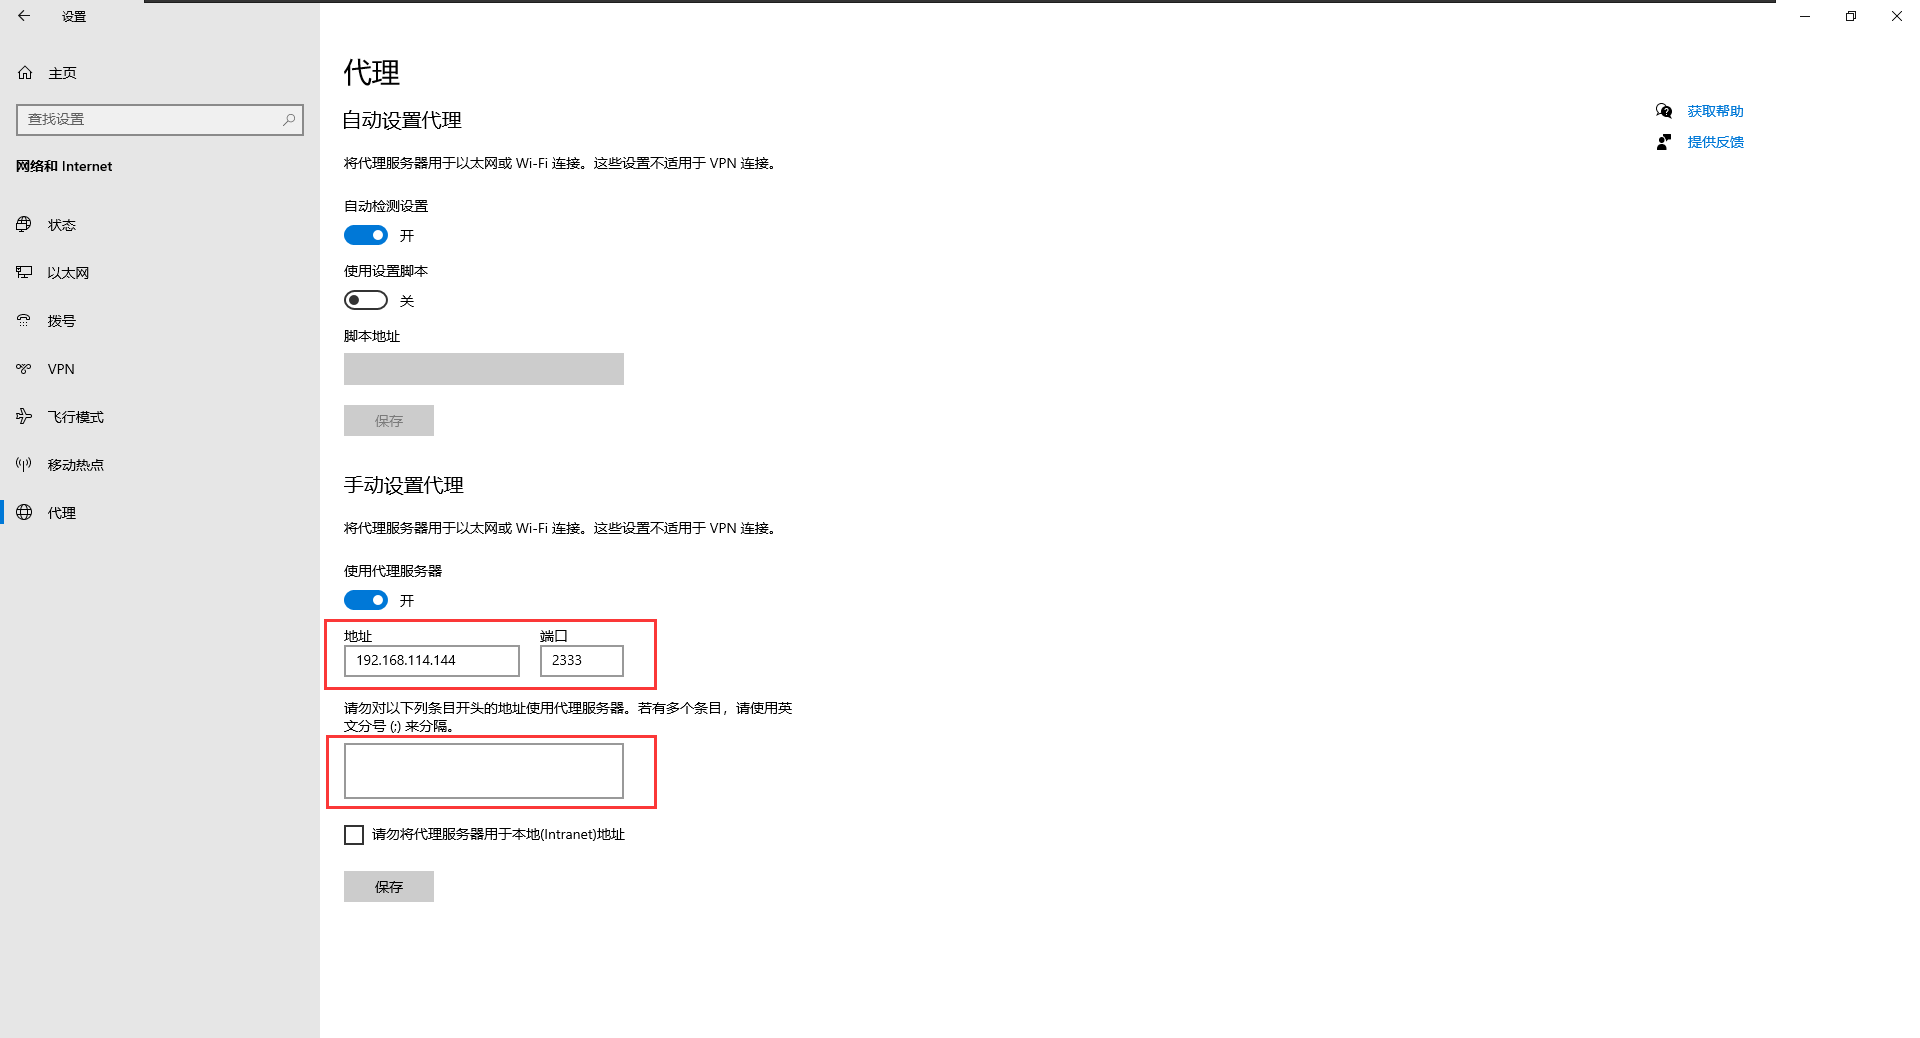 设置
主页
查找设置
网络和 Internet
状态
以太网
拨号
VPN
飞行模式
移动热点
代理
代理
自动设置代理
将代理服务器用于以太网或 Wi-Fi 连接。这些设置不适用于 VPN 连接。
自动检测设置
开
使用设置脚本
关
脚本地址
保存
手动设置代理
将代理服务器用于以太网或 Wi-Fi 连接。这些设置不适用于 VPN 连接。
使用代理服务器
开
地址 端口
192.168.114.144 2333
请勿对以下列条目开头的地址使用代理服务器。若有多个条目，请使用英
文分号 (;) 来分隔。
请勿将代理服务器用于本地(Intranet)地址
保存
获取帮助
提供反馈